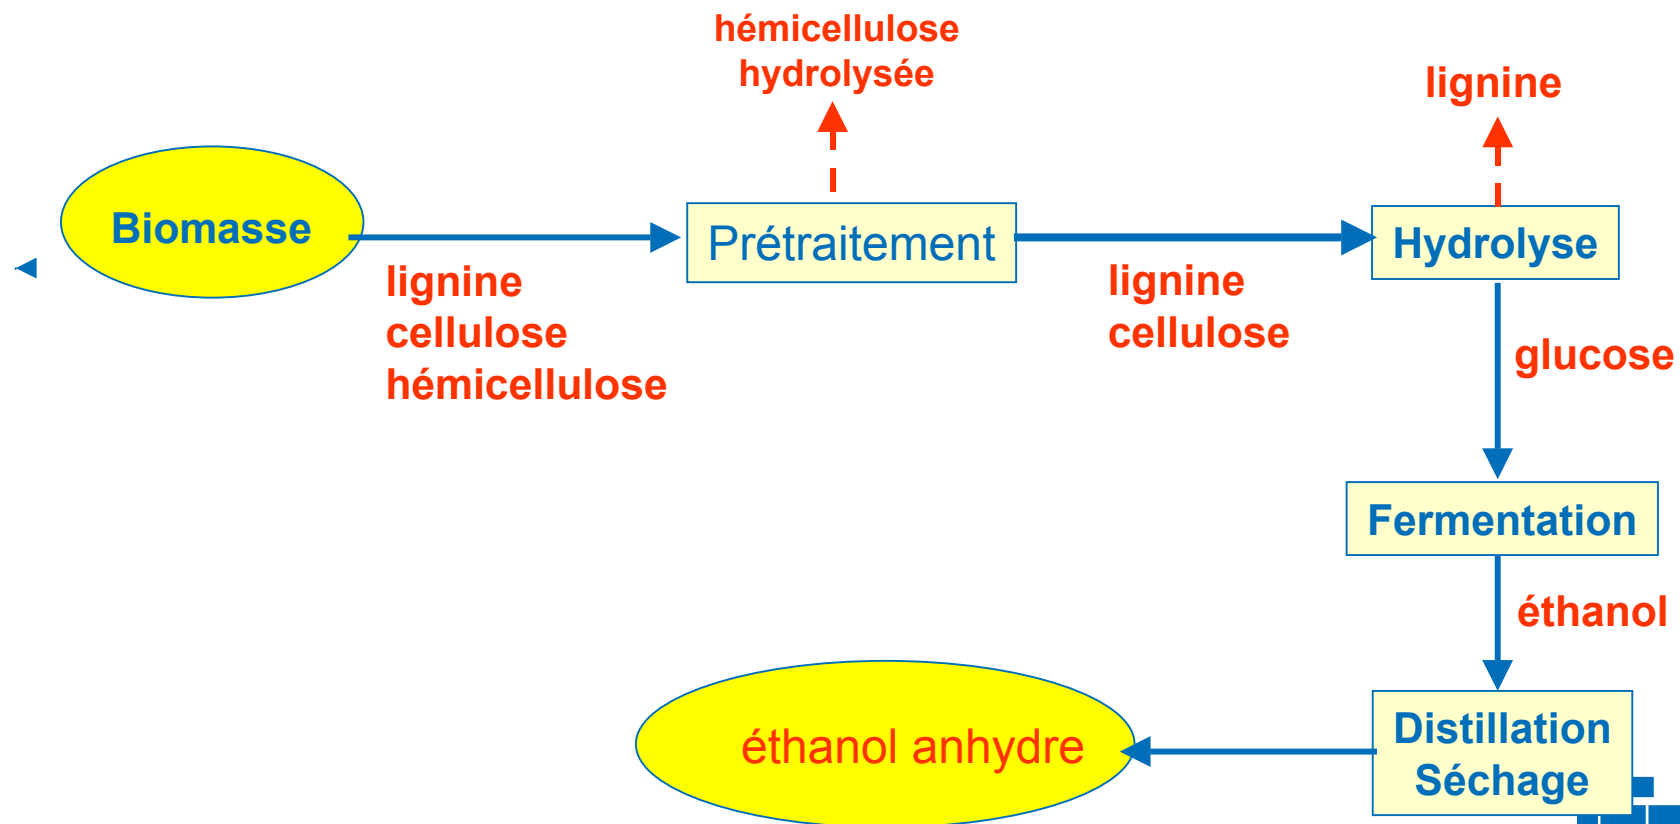 hémicellulose
hydrolysée
lignine
Biomasse
Prétraitement
Hydrolyse
lignine
cellulose
hémicellulose
lignine
cellulose
glucose
Fermentation
éthanol
éthanol anhydre
Distillation
Séchage